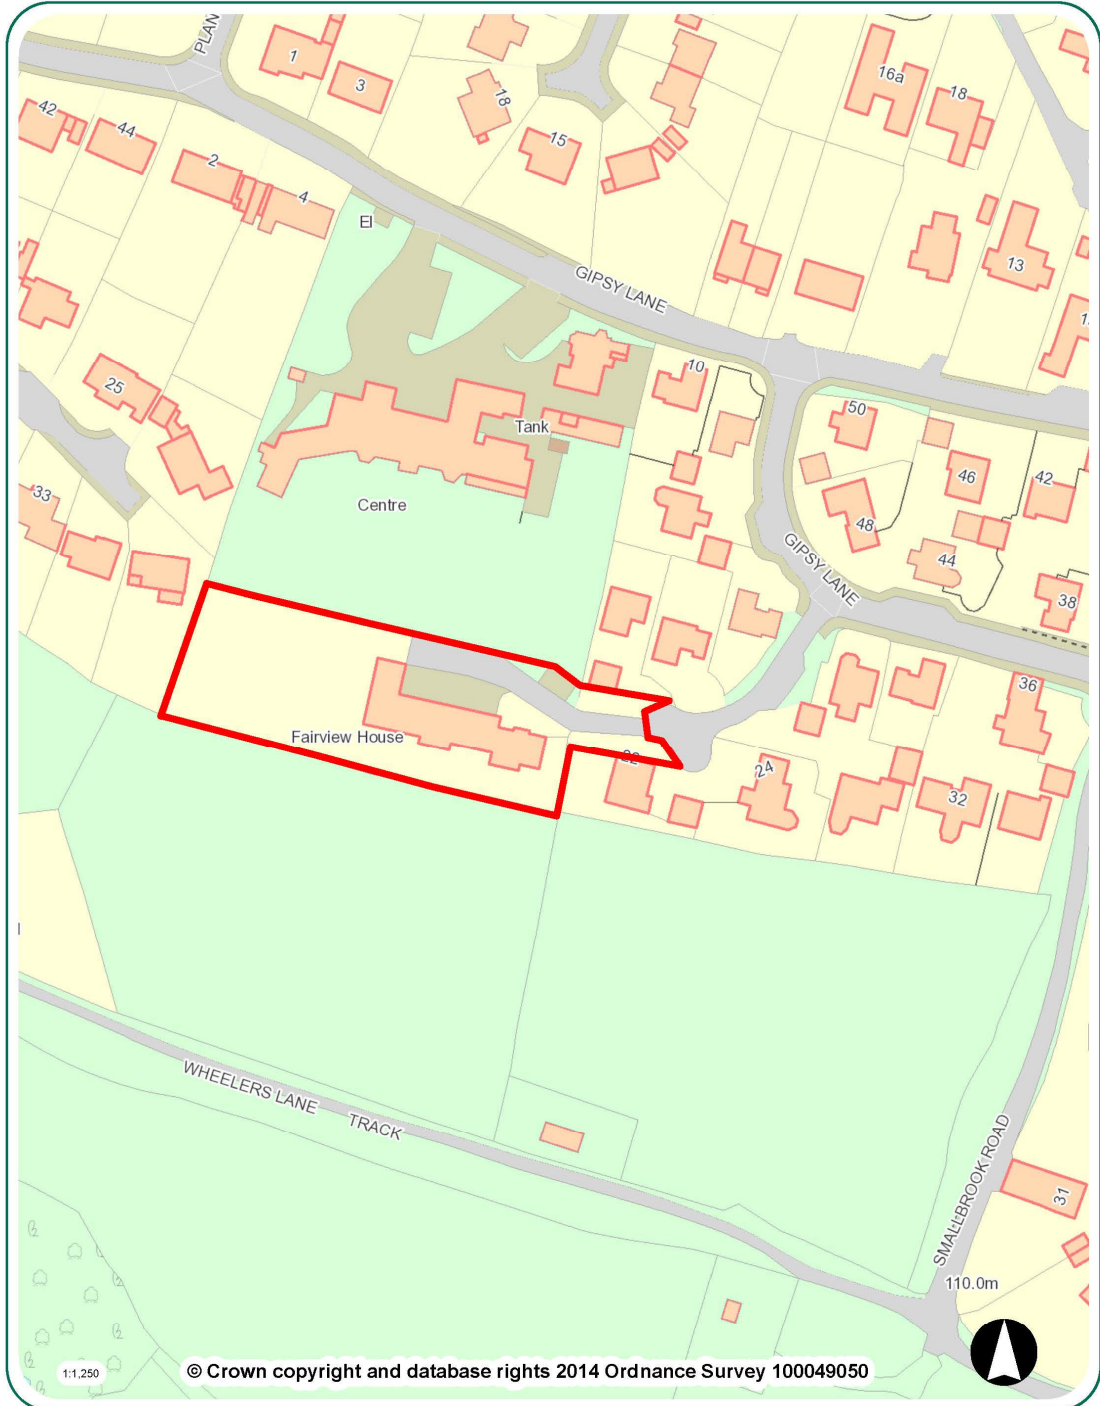 PLAN
1
3
18
16a
18
42
44
2
4
15
El
13
GIPSY LANE
25
10
50
Tank
46
42
33
Centre
48
44
GIPSY LANE
38
36
Fairview House
22
24
32
WHEELERS LANE
TRACK
SMALLBROOK ROAD
31
110.0m
1:1,250
© Crown copyright and database rights 2014 Ordnance Survey 100049050